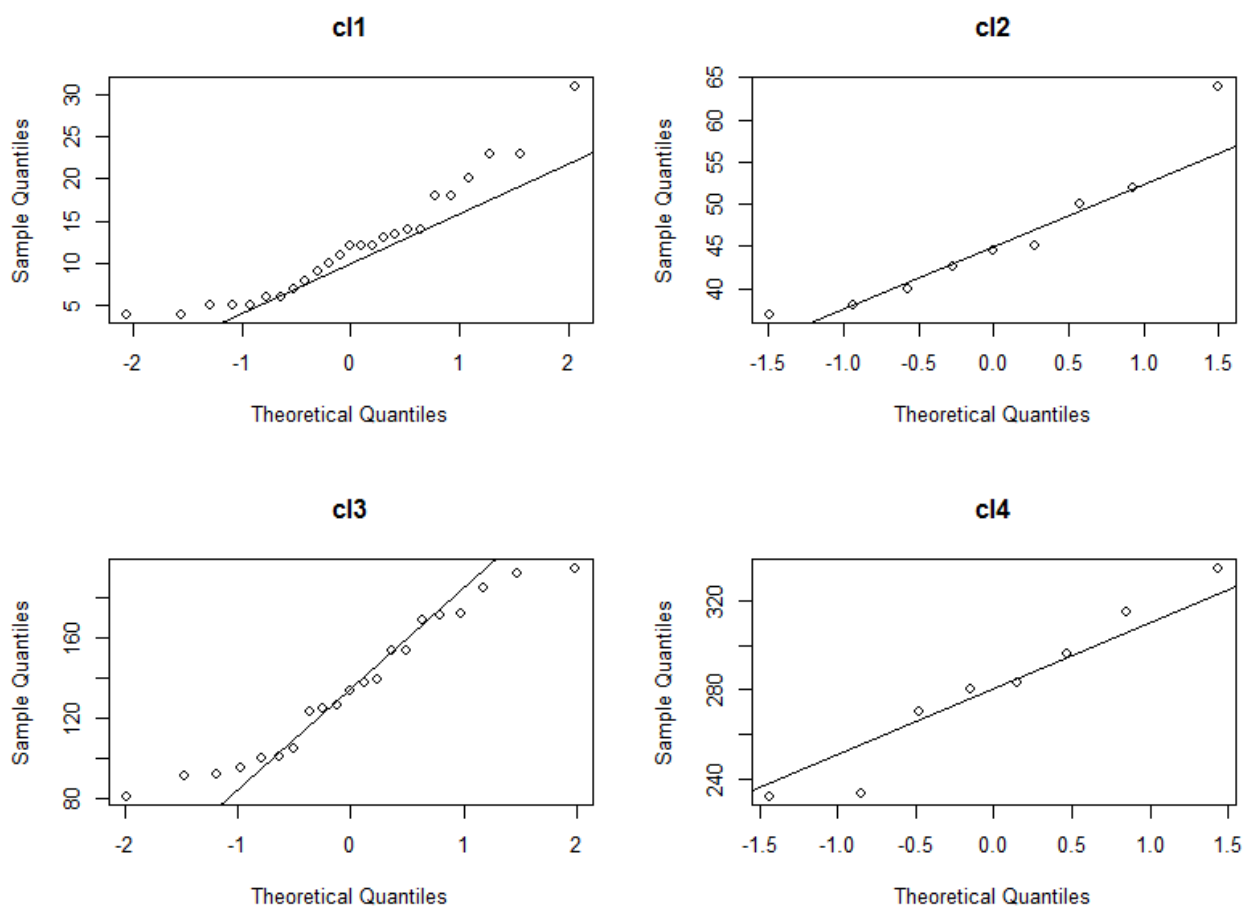 cl1
Sample Quantiles
30
25
20
15
10
5
-2 -1 0 1 2
Theoretical Quantiles
cl2
Sample Quantiles
65
60
55
50
45
40
-1.5 -1.0 -0.5 0.0 0.5 1.0 1.5
Theoretical Quantiles
cl3
Sample Quantiles
160
120
80
-2 -1 0 1 2
Theoretical Quantiles
cl4
Sample Quantiles
320
280
240
-1.5 -1.0 -0.5 0.0 0.5 1.0 1.5
Theoretical Quantiles